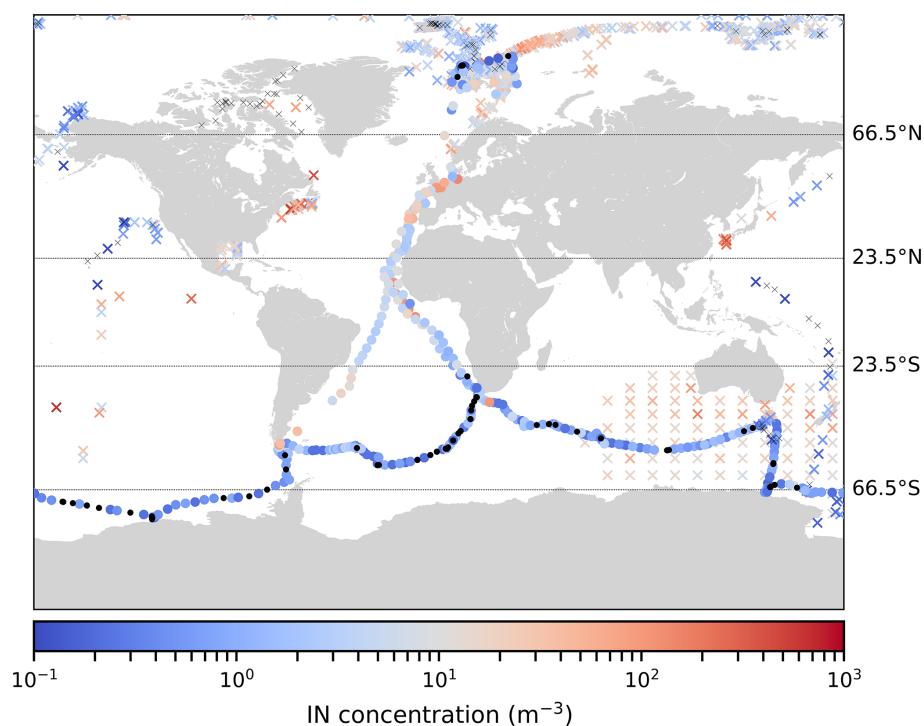 66.5°N
23.5°N
23.5°S
66.5°S
10⁻¹ 10⁰ 10¹ 10² 10³
IN concentration (m⁻³)